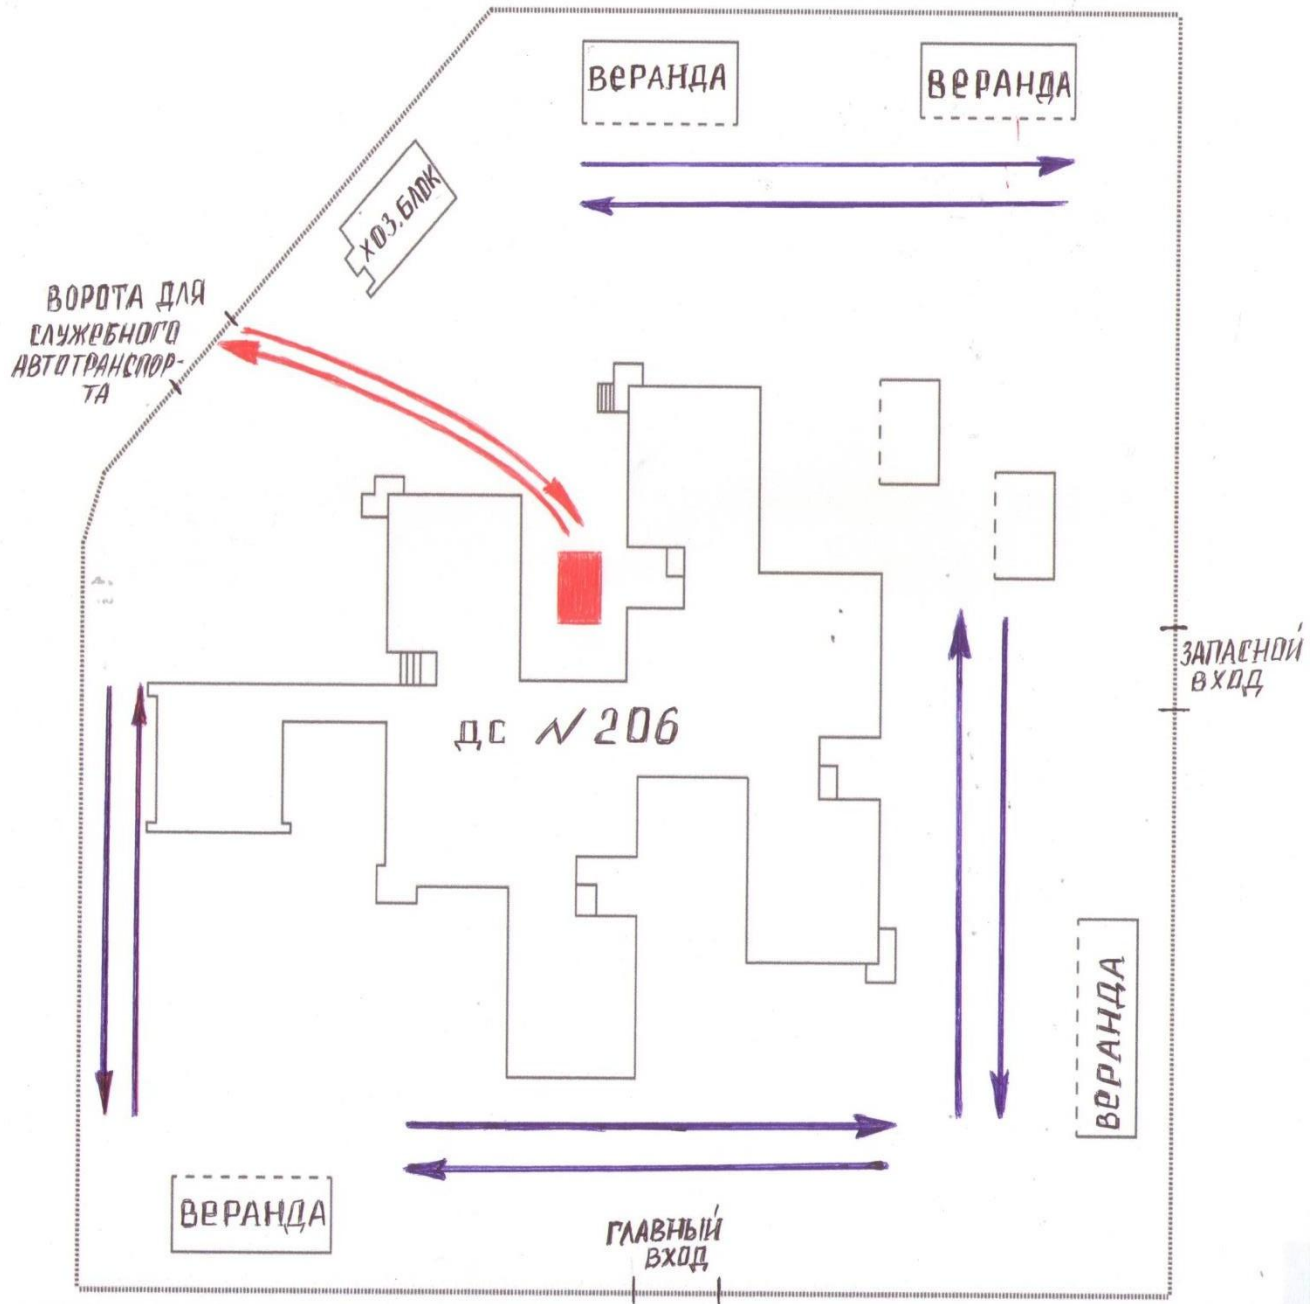 ВЕРАНДА
ВЕРАНДА
ХОЗ.БЛОК
ВОРОТА ДЛЯ
СЛУЖЕБНОГО
АВТОТРАНСПОР-
ТА
ЗАПАСНОЙ
ВХОД
ДС №206
ВЕРАНДА
ВЕРАНДА
ГЛАВНЫЙ
ВХОД